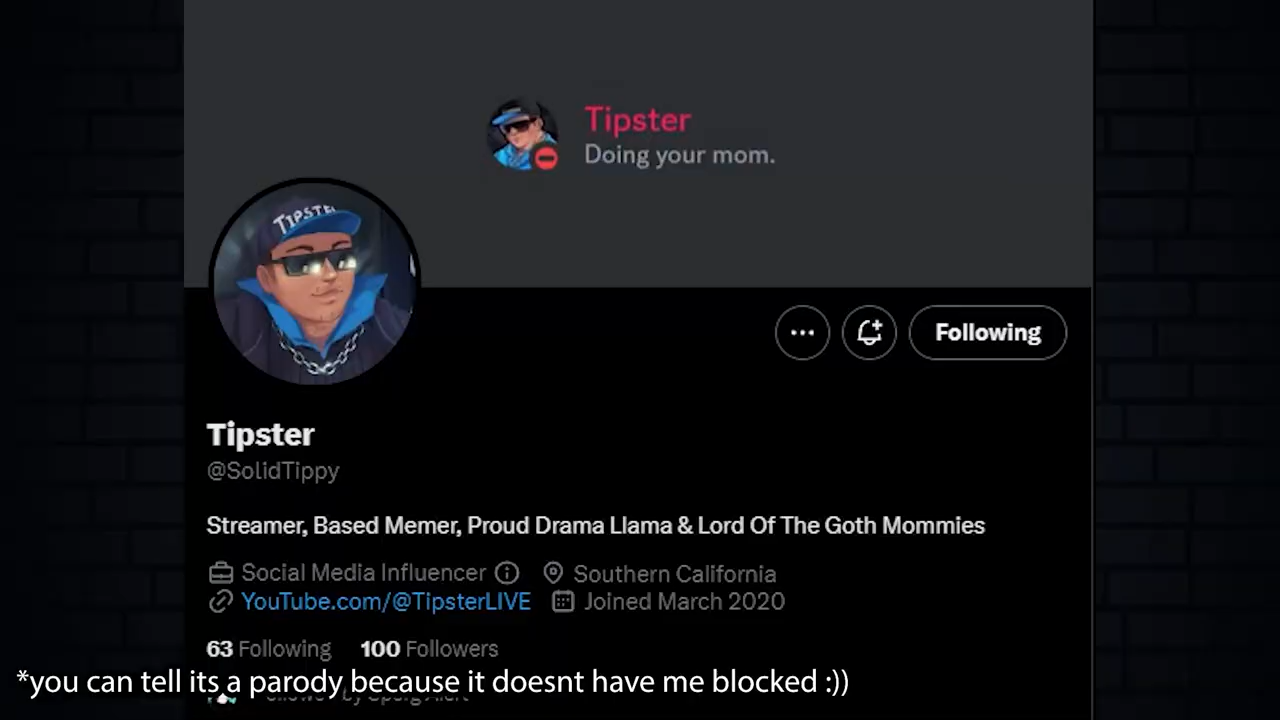 Tipster
Doing your mom.
TIPSTER
Following
Tipster
@SolidTippy
Streamer, Based Memer, Proud Drama Llama & Lord Of The Goth Mommies
Social Media Influencer Southern California
YouTube.com/@TipsterLIVE Joined March 2020
63 Following 100 Followers
*you can tell its a parody because it doesnt have me blocked :))